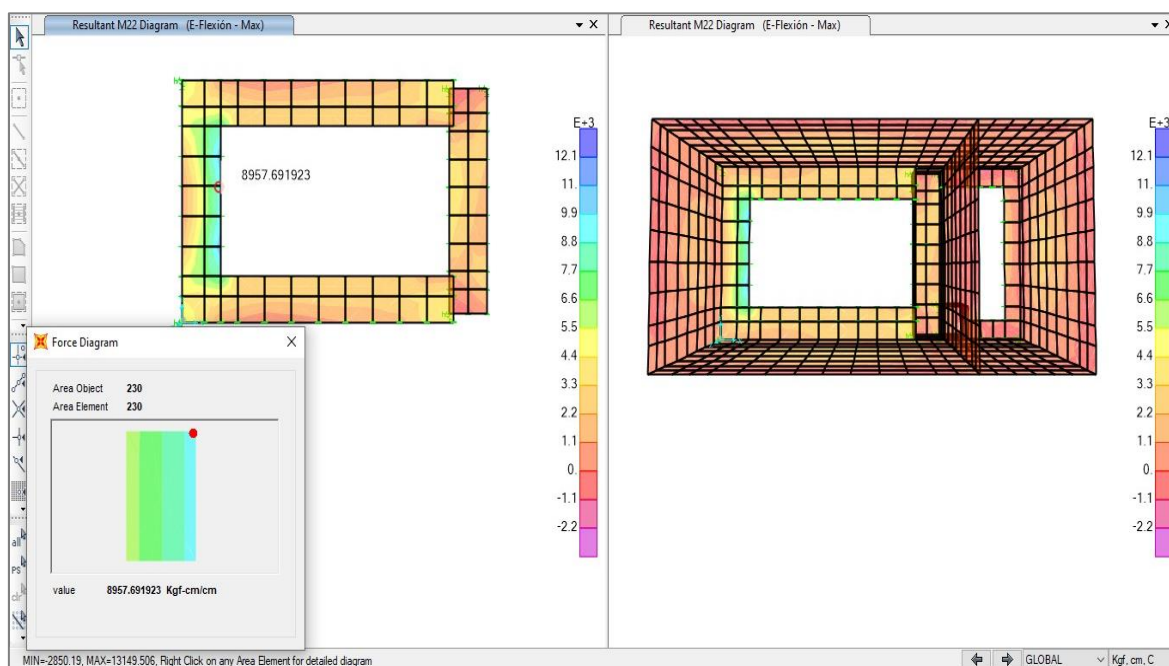 Resultant M22 Diagram (E-Flexión - Max)
8957.691923
E+3
12.1
11.
9.9
8.8
7.7
6.6
5.5
4.4
3.3
2.2
1.1
0.
-1.1
-2.2
all
PS
clr
Force Diagram
Area Object 230
Area Element 230
value 8957.691923 Kgf-cm/cm
Resultant M22 Diagram (E-Flexión - Max)
E+3
12.1
11.
9.9
8.8
7.7
6.6
5.5
4.4
3.3
2.2
1.1
0.
-1.1
-2.2
MIN=-2850.19, MAX=13149.506, Right Click on any Area Element for detailed diagram
GLOBAL
Kgf, cm, C